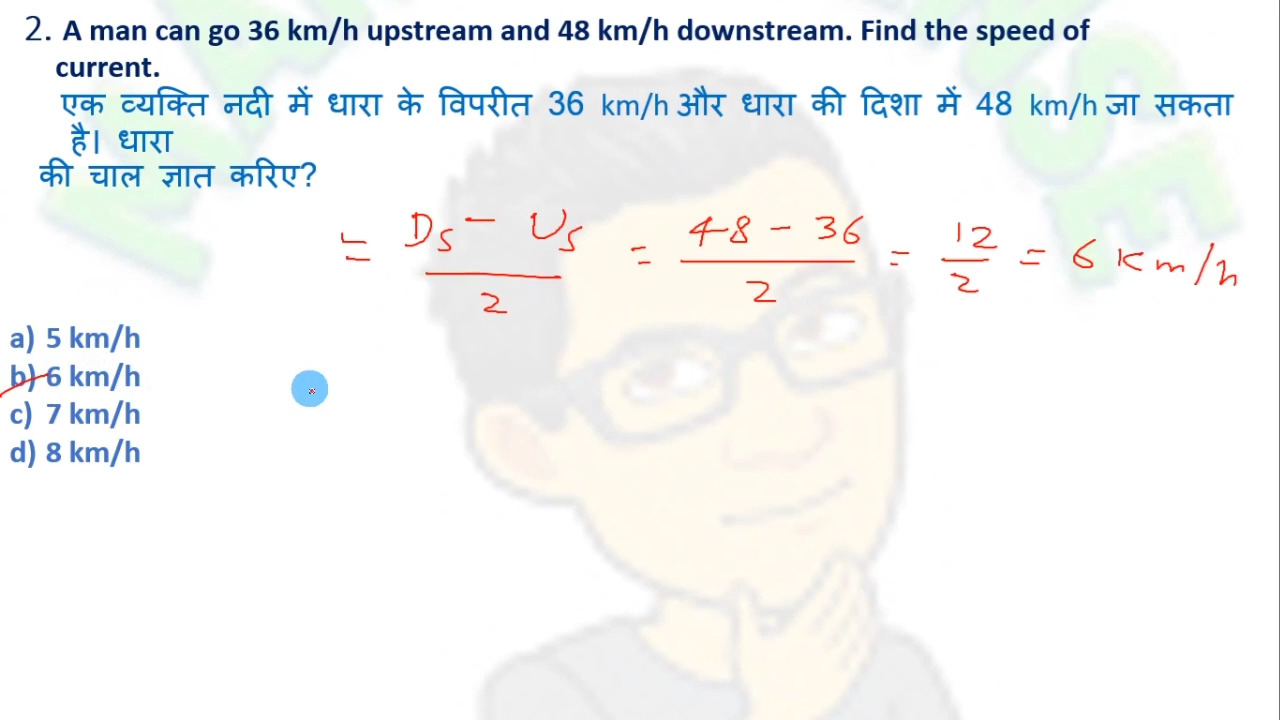 2. A man can go 36 km/h upstream and 48 km/h downstream. Find the speed of
current.
एक व्यक्ति नदी में धारा के विपरीत 36 km/h और धारा की दिशा में 48 km/h जा सकता
है। धारा
की चाल ज्ञात करिए?
= (Ds - Us)/2 = (48 - 36)/2 = 12/2 = 6 Km/h
a) 5 km/h
b) 6 km/h
c) 7 km/h
d) 8 km/h